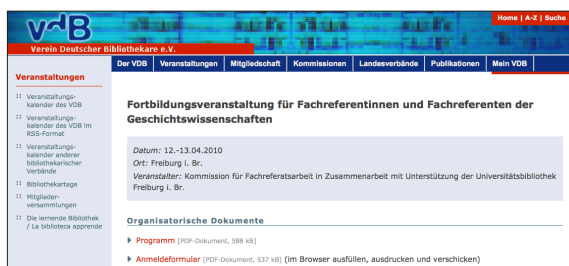 Home | A-Z | Suche
VdB
Verein Deutscher Bibliothekare e.V.
Der VDB Veranstaltungen Mitgliedschaft Kommissionen Landesverbände Publikationen Mein VDB
Veranstaltungen
:: Veranstaltungs-
kalender des VDB
:: Veranstaltungs-
kalender des VDB im
RSS-Format
:: Veranstaltungs-
kalender anderer
bibliothekarischer
Verbände
:: Bibliothekartage
:: Mitglieder-
versammlungen
:: Die lernende Bibliothek
/ La biblioteca apprende
Fortbildungsveranstaltung für Fachreferentinnen und Fachreferenten der
Geschichtswissenschaften
Datum: 12.-13.04.2010
Ort: Freiburg i. Br.
Veranstalter: Kommission für Fachreferatsarbeit in Zusammenarbeit mit Unterstützung der Universitätsbibliothek
Freiburg i. Br.
Organisatorische Dokumente
Programm [PDF-Dokument, 588 kB]
Anmeldeformular [PDF-Dokument, 537 kB] (im Browser ausfüllen, ausdrucken und verschicken)